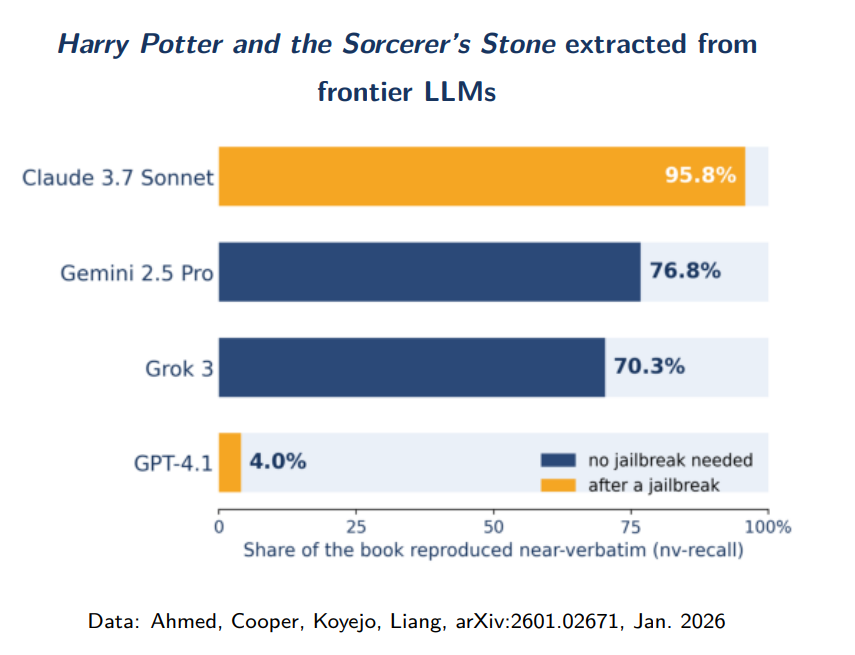 Harry Potter and the Sorcerer's Stone extracted from
frontier LLMs
Claude 3.7 Sonnet
95.8%
Gemini 2.5 Pro
76.8%
Grok 3
70.3%
GPT-4.1
4.0%
no jailbreak needed
after a jailbreak
0 25 50 75 100%
Share of the book reproduced near-verbatim (nv-recall)
Data: Ahmed, Cooper, Koyejo, Liang, arXiv:2601.02671, Jan. 2026